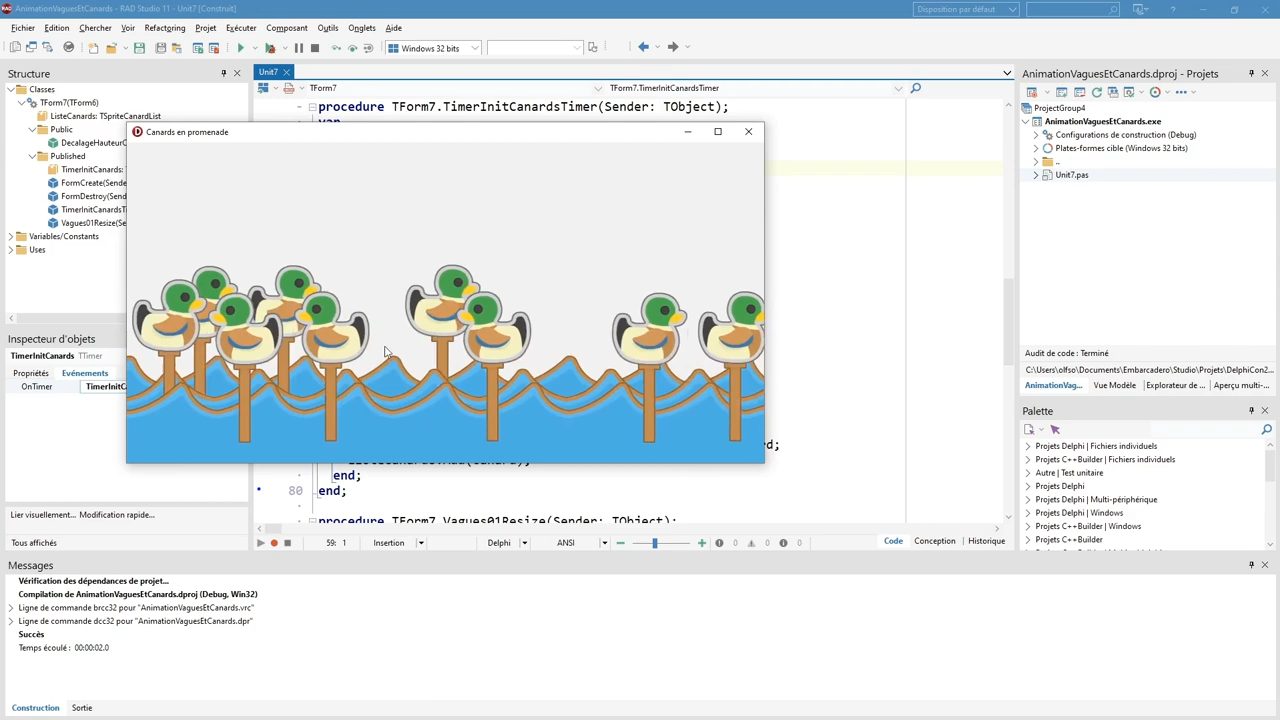 AnimationVaguesEtCanards - RAD Studio 11 - Unit7 [Construit]
Disposition par défaut
Fichier Edition Chercher Voir Refactoring Projet Exécuter Composant Outils Onglets Aide
Windows 32 bits
Structure
Classes
TForm7(TForm6)
ListeCanards: TSpriteCanardList
Public
DecalageHauteurC
Published
TimerInitCanards:
FormCreate(Sende
FormDestroy(Send
TimerInitCanardsTi
Vagues01Resize(Se
Variables/Constants
Uses
Inspecteur d'objets
TimerInitCanards TTimer
Propriétés Evénements
OnTimer TimerInitCa
Lier visuellement... Modification rapide...
Tous affichés
Unit7
TForm7 TForm7.TimerInitCanardsTimer
procedure TForm7.TimerInitCanardsTimer(Sender: TObject);
var
Canards en promenade
end;
80 end;
procedure TForm7.Vagues01Resize(Sender: TObject);
59: 1 Insertion Delphi ANSI 0 0 0 Code Conception Historique
AnimationVaguesEtCanards.dproj - Projets
ProjectGroup4
AnimationVaguesEtCanards.exe
Configurations de construction (Debug)
Plates-formes cible (Windows 32 bits)
..
Unit7.pas
Audit de code : Terminé
C:\Users\olfso\Documents\Embarcadero\Studio\Projets\DelphiCon2...
AnimationVag... Vue Modèle Explorateur de ... Aperçu multi-...
Palette
Projets Delphi | Fichiers individuels
Projets C++Builder | Fichiers individuels
Autre | Test unitaire
Projets Delphi
Projets Delphi | Multi-périphérique
Projets Delphi | Windows
Projets C++Builder | Windows
Projets C++Builder
Messages
Vérification des dépendances de projet...
Compilation de AnimationVaguesEtCanards.dproj (Debug, Win32)
Ligne de commande brcc32 pour "AnimationVaguesEtCanards.vrc"
Ligne de commande dcc32 pour "AnimationVaguesEtCanards.dpr"
Succès
Temps écoulé : 00:00:02.0
Construction Sortie